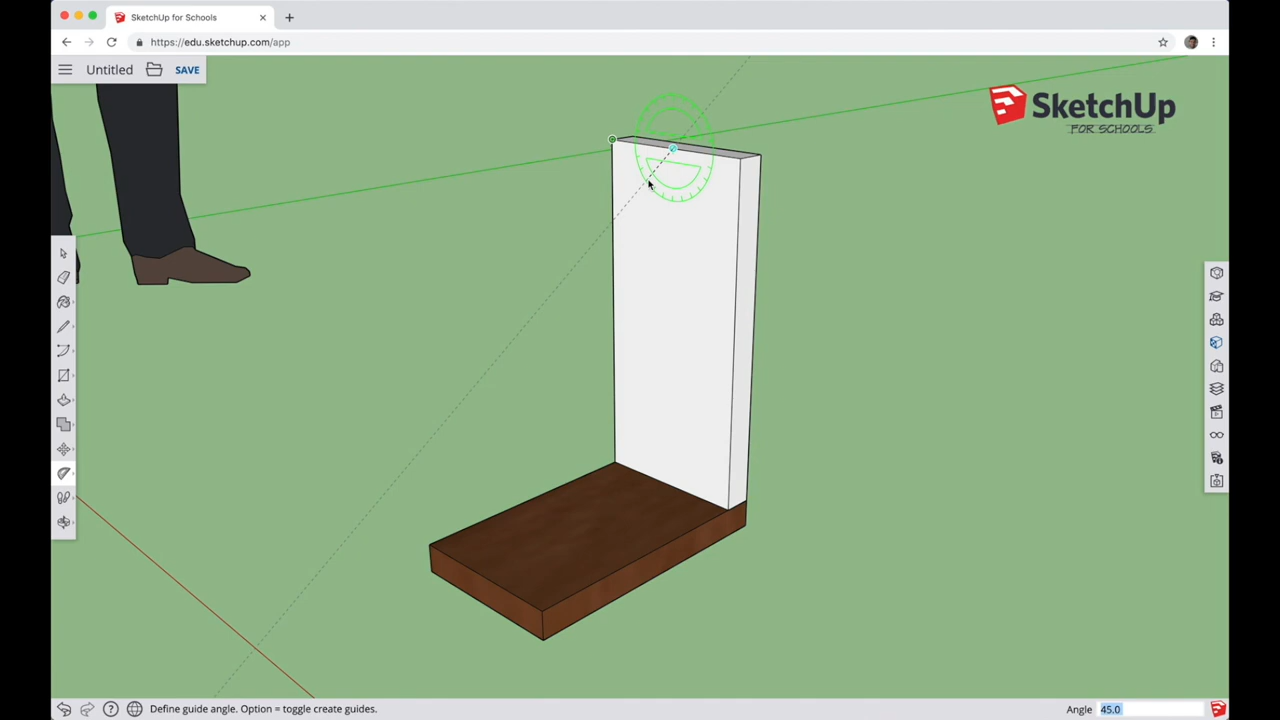 SketchUp for Schools
https://edu.sketchup.com/app
Untitled
SAVE
SketchUp
FOR SCHOOLS
Define guide angle. Option = toggle create guides.
Angle
45.0